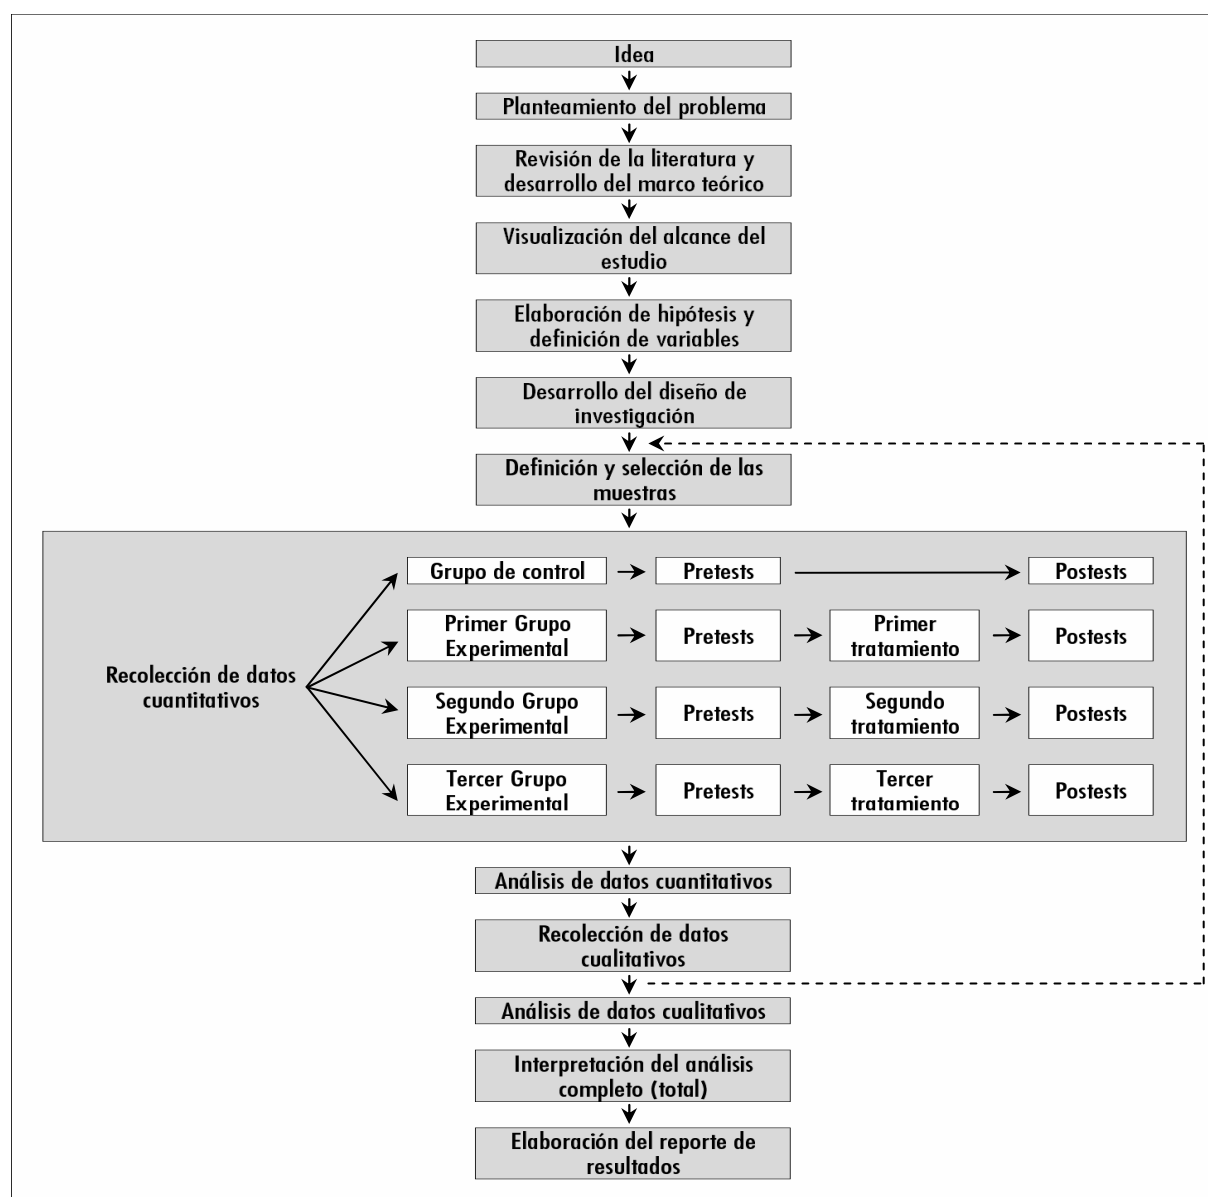 Idea
Planteamiento del problema
Revisión de la literatura y
desarrollo del marco teórico
Visualización del alcance del
estudio
Elaboración de hipótesis y
definición de variables
Desarrollo del diseño de
investigación
Definición y selección de las
muestras
Recolección de datos
cuantitativos
Grupo de control
Pretests
Postests
Primer Grupo
Experimental
Pretests
Primer
tratamiento
Postests
Segundo Grupo
Experimental
Pretests
Segundo
tratamiento
Postests
Tercer Grupo
Experimental
Pretests
Tercer
tratamiento
Postests
Análisis de datos cuantitativos
Recolección de datos
cualitativos
Análisis de datos cualitativos
Interpretación del análisis
completo (total)
Elaboración del reporte de
resultados